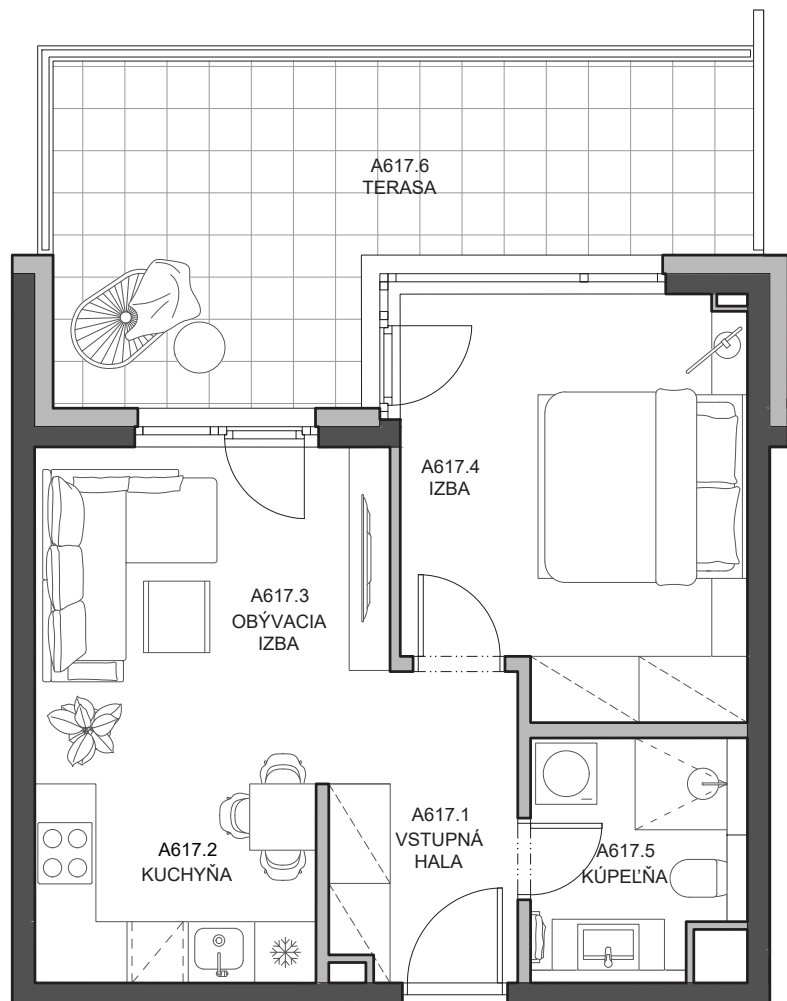 A617.6
TERASA
A617.4
IZBA
A617.3
OBÝVACIA
IZBA
A617.1
VSTUPNÁ
HALA
A617.2
KUCHYŇA
A617.5
KÚPEĽŇA